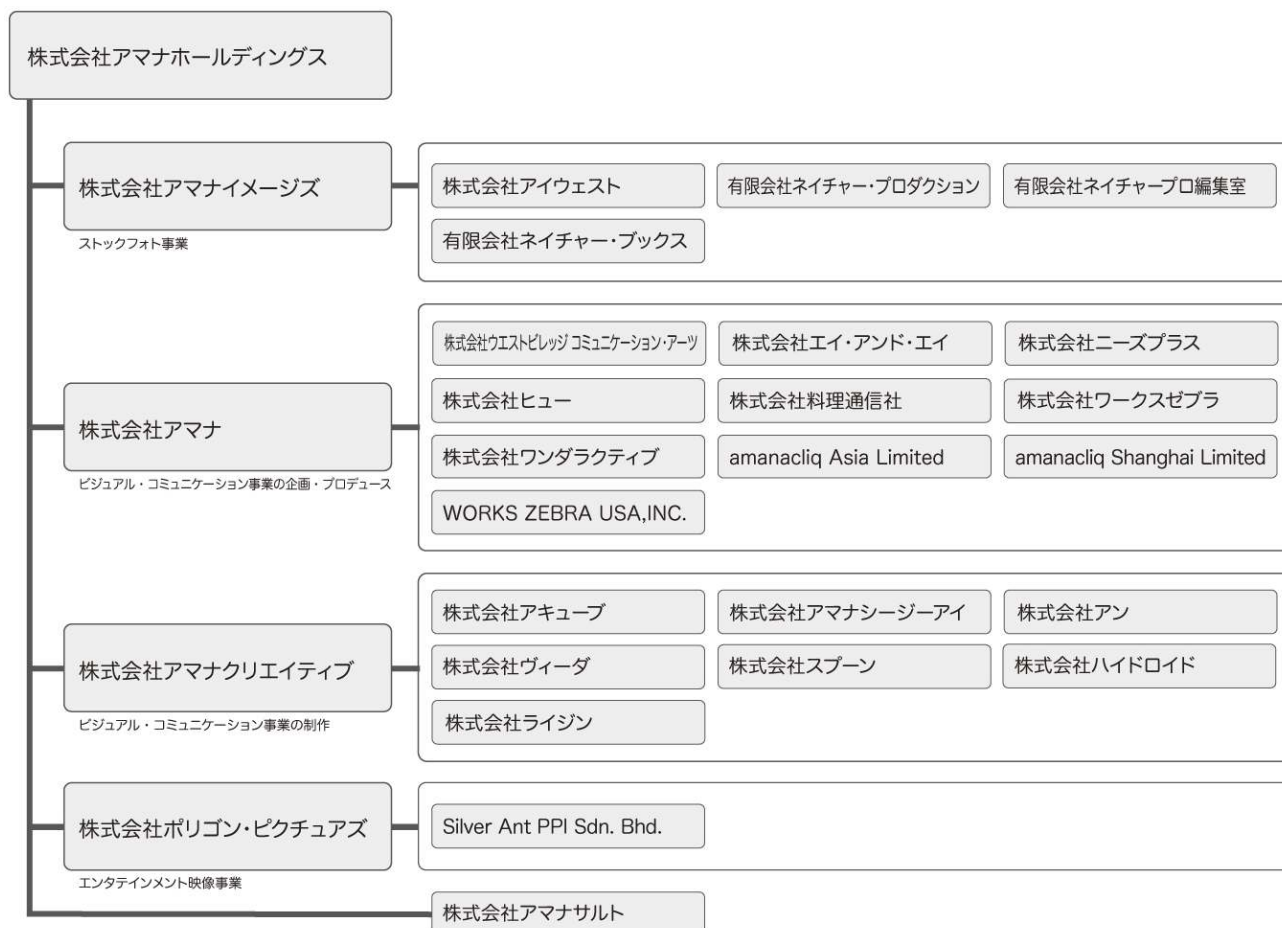 株式会社アマナホールディングス
株式会社アマナイメージズ
ストックフォト事業
株式会社アイウェスト
有限会社ネイチャー・プロダクション
有限会社ネイチャープロ編集室
有限会社ネイチャー・ブックス
株式会社アマナ
ビジュアル・コミュニケーション事業の企画・プロデュース
株式会社ウエストビレッジ コミュニケーション・アーツ
株式会社エイ・アンド・エイ
株式会社ニーズプラス
株式会社ヒュー
株式会社料理通信社
株式会社ワークスゼブラ
株式会社ワンダラクティブ
amanacliq Asia Limited
amanacliq Shanghai Limited
WORKS ZEBRA USA,INC.
株式会社アマナクリエイティブ
ビジュアル・コミュニケーション事業の制作
株式会社アキューブ
株式会社アマナシージーアイ
株式会社アン
株式会社ヴィーダ
株式会社スプーン
株式会社ハイドロイド
株式会社ライジン
株式会社ポリゴン・ピクチュアズ
エンタテインメント映像事業
Silver Ant PPI Sdn. Bhd.
株式会社アマナサルト